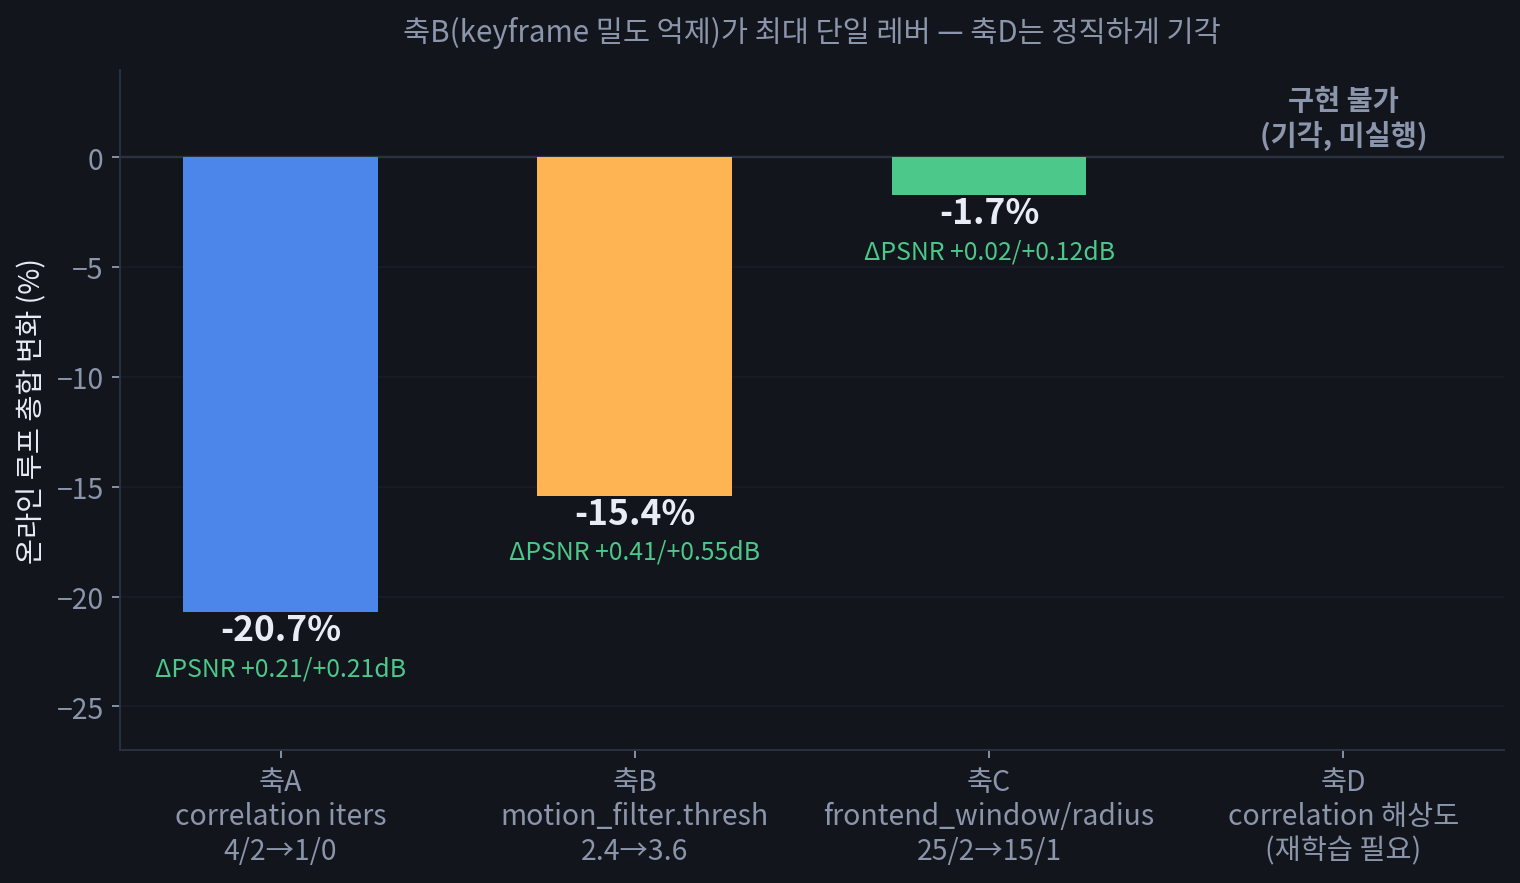 축B(keyframe 밀도 억제)가 최대 단일 레버 — 축D는 정직하게 기각
구현 불가
(기각, 미실행)
온라인 루프 총합 변화 (%)
0
−5
−10
−15
−20
−25
-20.7%
ΔPSNR +0.21/+0.21dB
-15.4%
ΔPSNR +0.41/+0.55dB
-1.7%
ΔPSNR +0.02/+0.12dB
축A
correlation iters
4/2→1/0
축B
motion_filter.thresh
2.4→3.6
축C
frontend_window/radius
25/2→15/1
축D
correlation 해상도
(재학습 필요)